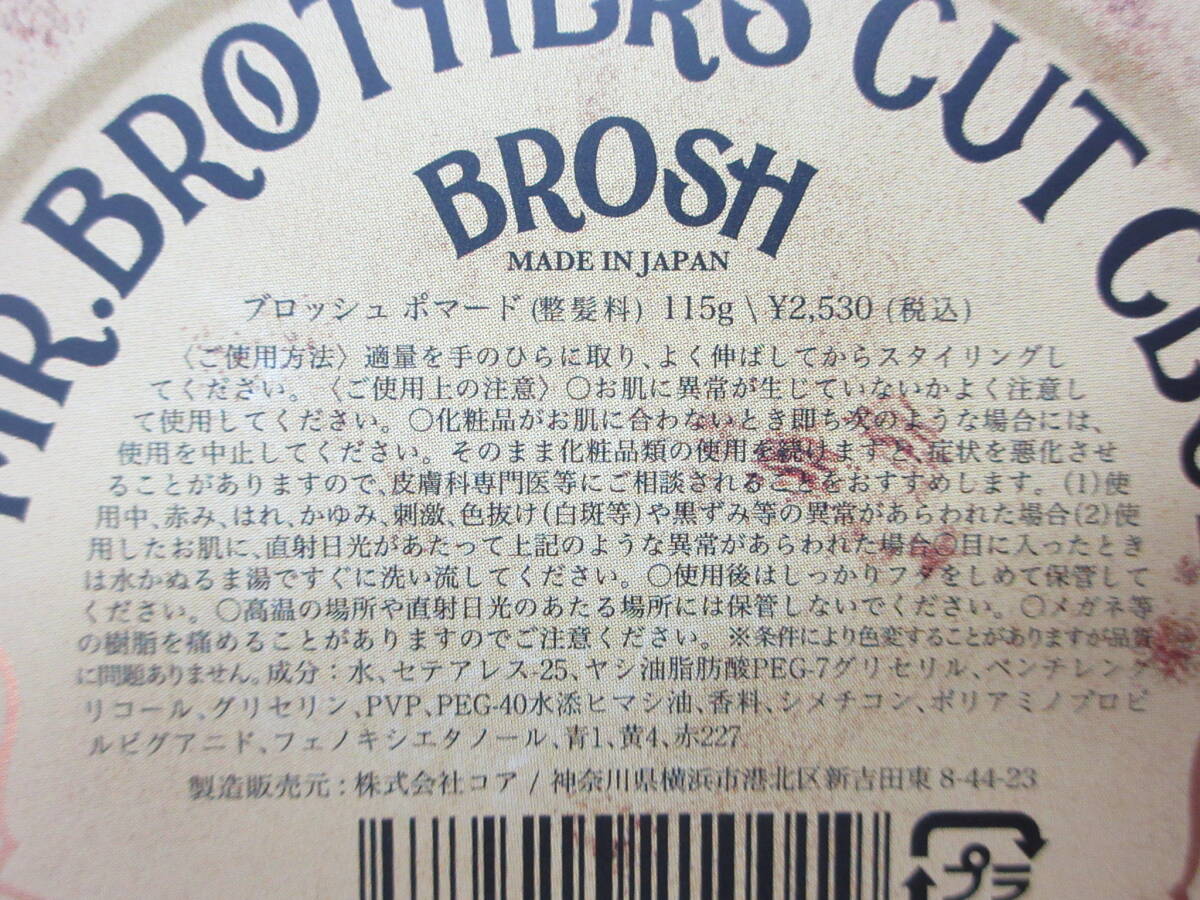 MR.BROTHERS CUT CLUB
BROSH
MADE IN JAPAN
ブロッシュ ポマード (整髪料) 115g \ ¥2,530 (税込)
〈ご使用方法〉適量を手のひらに取り、よく伸ばしてからスタイリングし
てください。〈ご使用上の注意〉○お肌に異常が生じていないかよく注意し
て使用してください。○化粧品がお肌に合わないとき即ち次のような場合には、
使用を中止してください。そのまま化粧品類の使用を続けますと、症状を悪化させ
ることがありますので、皮膚科専門医等にご相談されることをおすすめします。(1)使
用中、赤み、はれ、かゆみ、刺激、色抜け(白斑等)や黒ずみ等の異常があらわれた場合(2)使
用したお肌に、直射日光があたって上記のような異常があらわれた場合○目に入ったとき
は水かぬるま湯ですぐに洗い流してください。○使用後はしっかりフタをしめて保管して
ください。○高温の場所や直射日光のあたる場所には保管しないでください。○メガネ等
の樹脂を痛めることがありますのでご注意ください。※条件により色変することがありますが品質
に問題ありません。成分：水、セテアレス-25、ヤシ油脂肪酸PEG-7グリセリル、ペンチレング
リコール、グリセリン、PVP、PEG-40水添ヒマシ油、香料、シメチコン、ポリアミノプロピ
ルビグアニド、フェノキシエタノール、青1、黄4、赤227
製造販売元：株式会社コア / 神奈川県横浜市港北区新吉田東 8-44-23
プラ